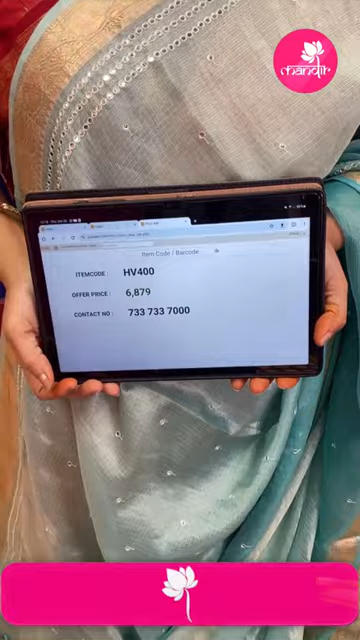 mandir
Item Code / Barcode
ITEMCODE : HV400
OFFER PRICE : 6,879
CONTACT NO : 733 733 7000